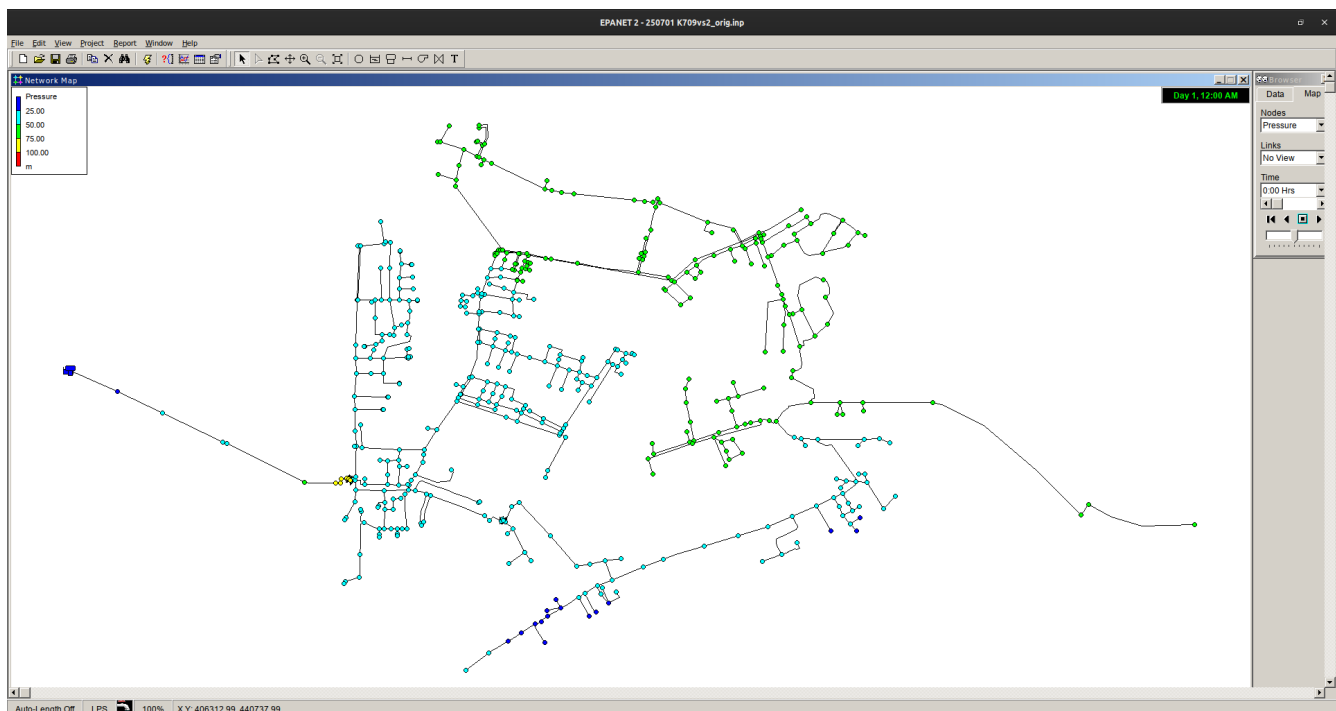 EPANET 2 - 250701 K709vs2_orig.inp
File Edit View Project Report Window Help
T
Network Map
Browser
Pressure
25.00
50.00
75.00
100.00
m
Day 1, 12:00 AM
Data Map
Nodes
Pressure
Links
No View
Time
0:00 Hrs
Auto-Length Off LPS 100% X,Y: 406312.99, 440737.99